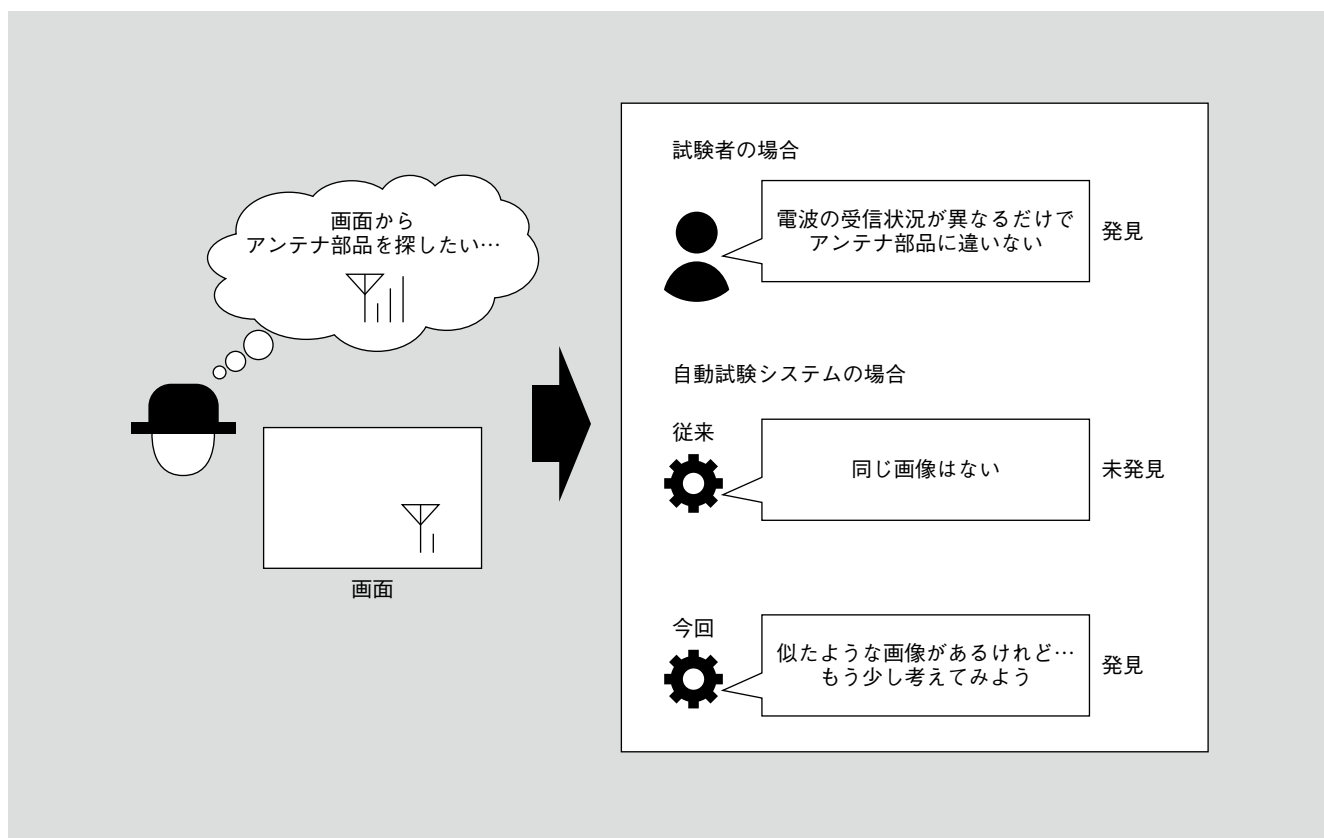 画面から
アンテナ部品を探したい…
画面
試験者の場合
電波の受信状況が異なるだけで
アンテナ部品に違いない
発見
自動試験システムの場合
従来
同じ画像はない
未発見
今回
似たような画像があるけれど…
もう少し考えてみよう
発見